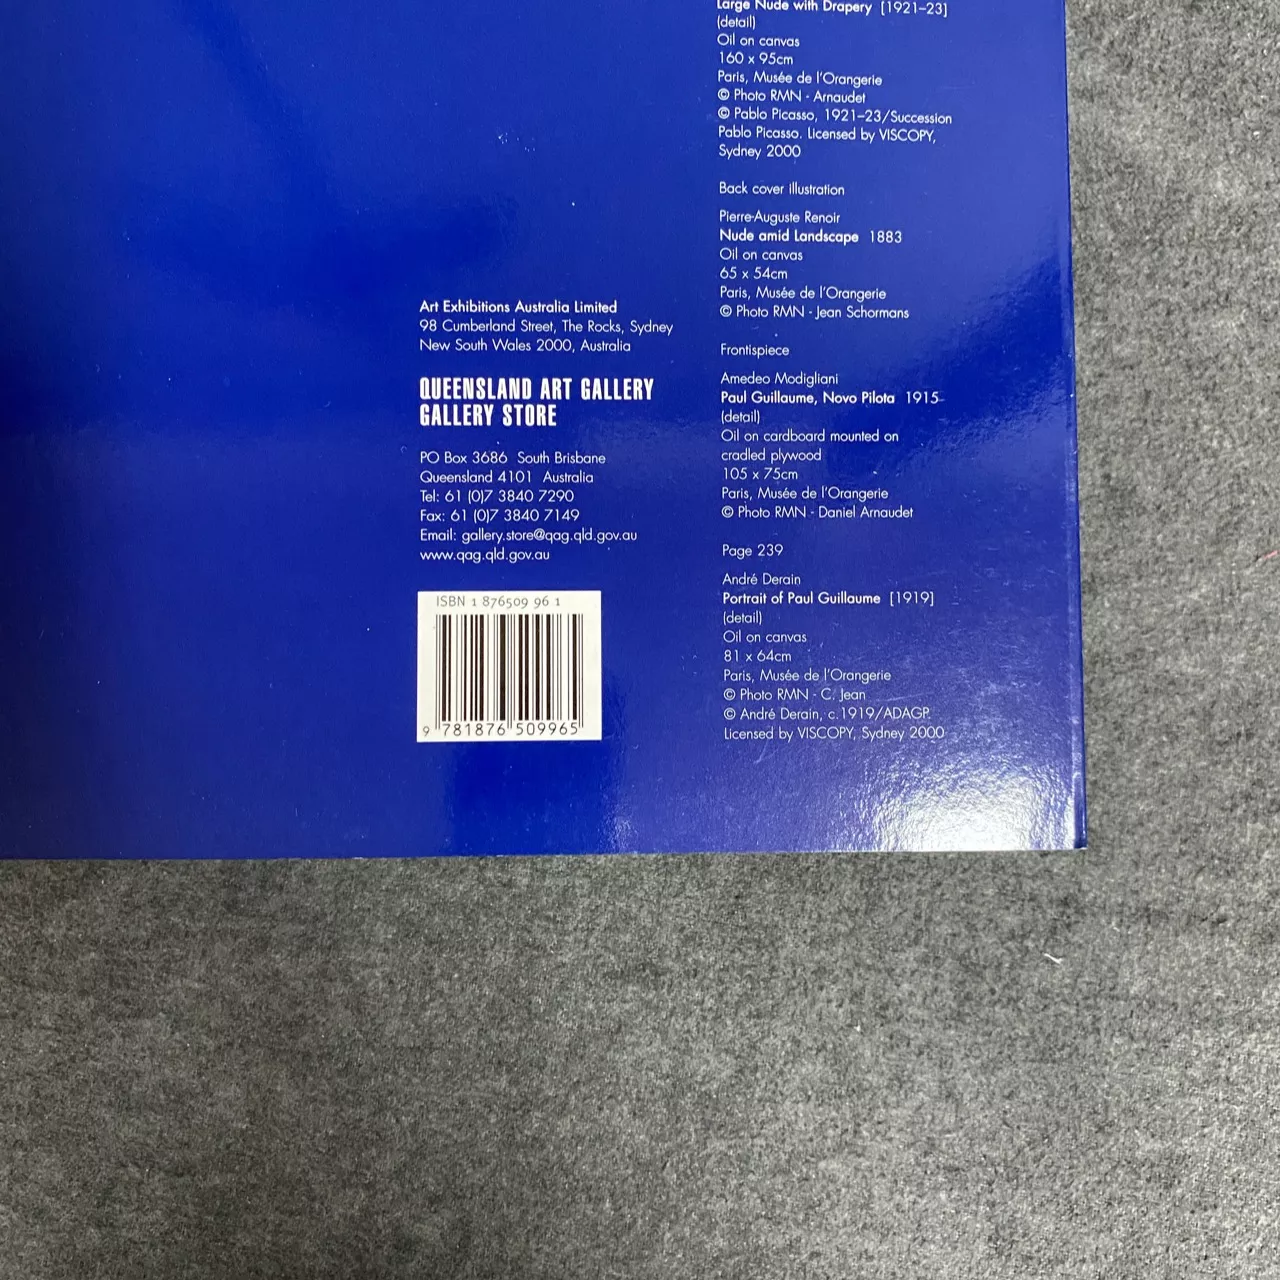 Art Exhibitions Australia Limited
98 Cumberland Street, The Rocks, Sydney
New South Wales 2000, Australia
QUEENSLAND ART GALLERY
GALLERY STORE
PO Box 3686 South Brisbane
Queensland 4101 Australia
Tel: 61 (0)7 3840 7290
Fax: 61 (0)7 3840 7149
Email: gallery.store@qag.qld.gov.au
www.qag.qld.gov.au
ISBN 1 876509 96 1
9 781876 509965
Large Nude with Drapery [1921–23]
(detail)
Oil on canvas
160 x 95cm
Paris, Musée de l'Orangerie
© Photo RMN - Arnaudet
© Pablo Picasso, 1921–23/Succession
Pablo Picasso. Licensed by VISCOPY,
Sydney 2000
Back cover illustration
Pierre-Auguste Renoir
Nude amid Landscape 1883
Oil on canvas
65 x 54cm
Paris, Musée de l'Orangerie
© Photo RMN - Jean Schormans
Frontispiece
Amedeo Modigliani
Paul Guillaume, Novo Pilota 1915
(detail)
Oil on cardboard mounted on
cradled plywood
105 x 75cm
Paris, Musée de l'Orangerie
© Photo RMN - Daniel Arnaudet
Page 239
André Derain
Portrait of Paul Guillaume [1919]
(detail)
Oil on canvas
81 x 64cm
Paris, Musée de l'Orangerie
© Photo RMN - C. Jean
© André Derain, c.1919/ADAGP.
Licensed by VISCOPY, Sydney 2000